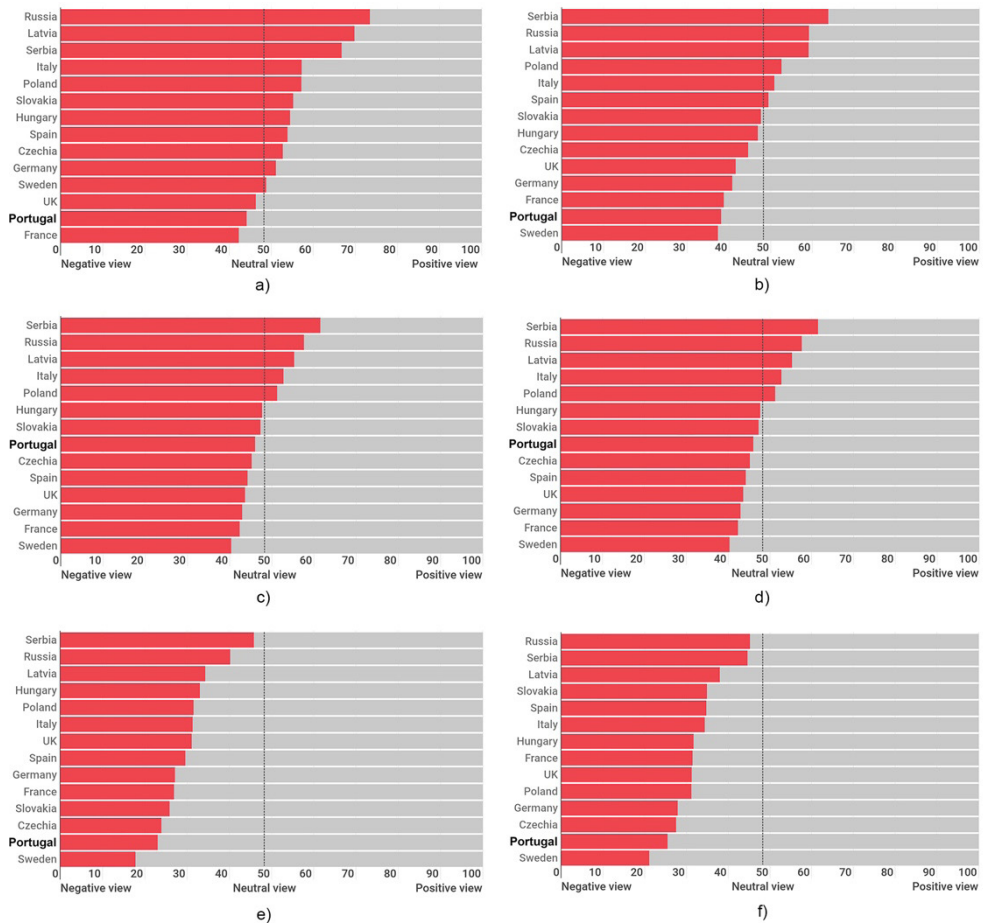 Russia
Latvia
Serbia
Italy
Poland
Slovakia
Hungary
Spain
Czechia
Germany
Sweden
UK
Portugal
France
0 10 20 30 40 50 60 70 80 90 100
Negative view Neutral view Positive view
a)
Serbia
Russia
Latvia
Poland
Italy
Spain
Slovakia
Hungary
Czechia
UK
Germany
France
Portugal
Sweden
0 10 20 30 40 50 60 70 80 90 100
Negative view Neutral view Positive view
b)
Serbia
Russia
Latvia
Italy
Poland
Hungary
Slovakia
Portugal
Czechia
Spain
UK
Germany
France
Sweden
0 10 20 30 40 50 60 70 80 90 100
Negative view Neutral view Positive view
c)
Serbia
Russia
Latvia
Italy
Poland
Hungary
Slovakia
Portugal
Czechia
Spain
UK
Germany
France
Sweden
0 10 20 30 40 50 60 70 80 90 100
Negative view Neutral view Positive view
d)
Serbia
Russia
Latvia
Hungary
Poland
Italy
UK
Spain
Germany
France
Slovakia
Czechia
Portugal
Sweden
0 10 20 30 40 50 60 70 80 90 100
Negative view Neutral view Positive view
e)
Russia
Serbia
Latvia
Slovakia
Spain
Italy
Hungary
France
UK
Poland
Germany
Czechia
Portugal
Sweden
0 10 20 30 40 50 60 70 80 90 100
Negative view Neutral view Positive view
f)